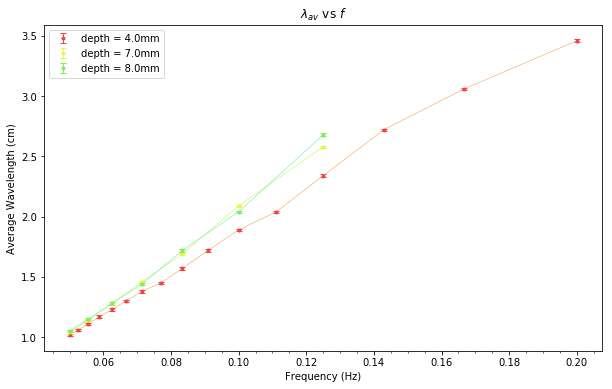 λav vs f
depth = 4.0mm
depth = 7.0mm
depth = 8.0mm
Average Wavelength (cm)
3.5
3.0
2.5
2.0
1.5
1.0
0.06 0.08 0.10 0.12 0.14 0.16 0.18 0.20
Frequency (Hz)